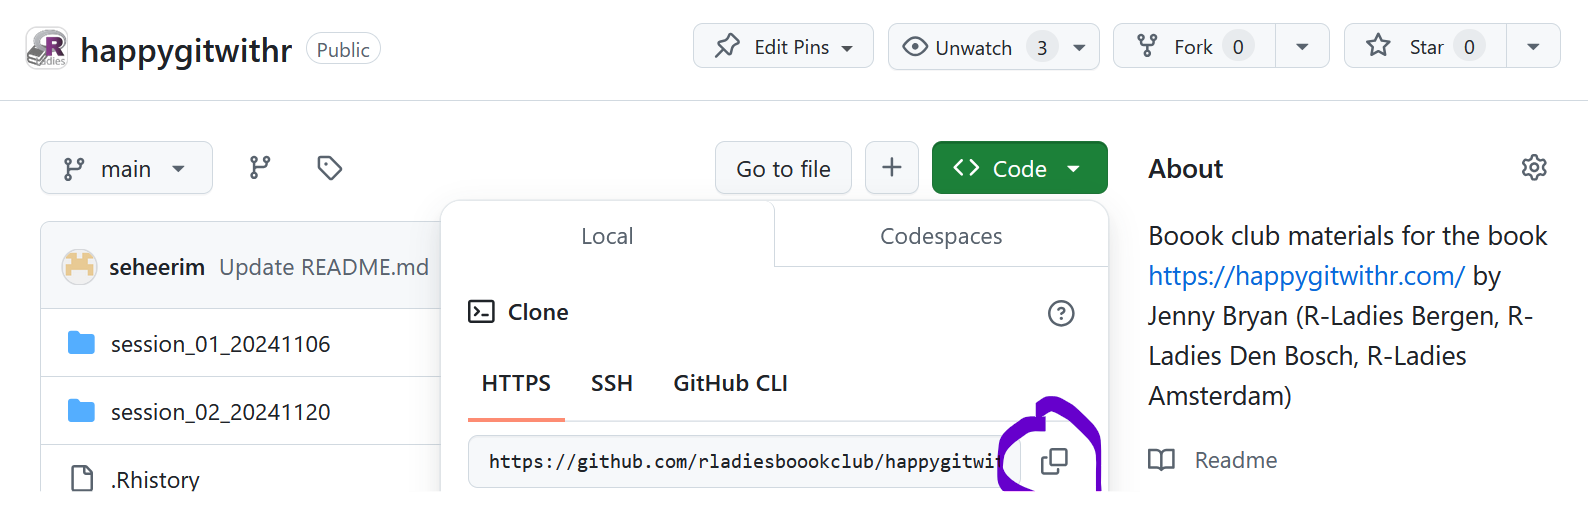 happygitwithr Public Edit Pins Unwatch 3 Fork 0 Star 0
main Go to file + <> Code About
Local Codespaces
Boook club materials for the book
seheerim Update README.md
https://happygitwithr.com/ by
Clone
Jenny Bryan (R-Ladies Bergen, R-
session_01_20241106
Ladies Den Bosch, R-Ladies
HTTPS SSH GitHub CLI
Amsterdam)
session_02_20241120
https://github.com/rladiesboookclub/happygitwit
Readme
.Rhistory